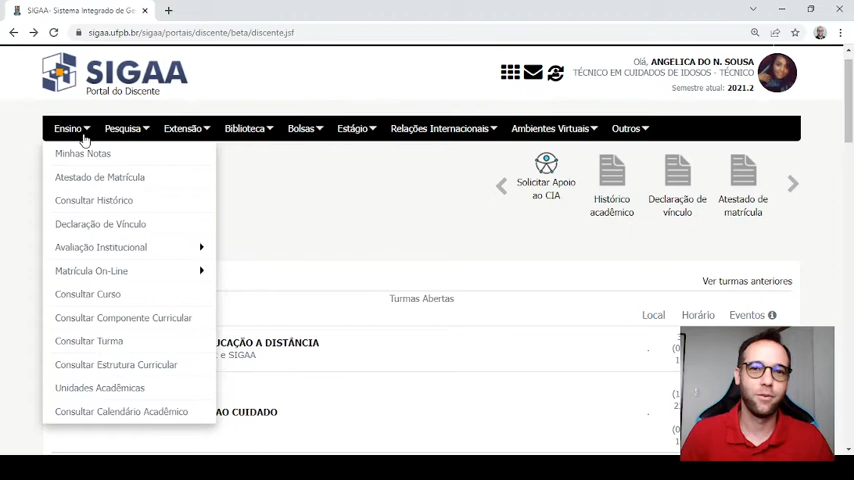 SIGAA- Sistema Integrado de Ge
sigaa.ufpb.br/sigaa/portais/discente/beta/discente.jsf
SIGAA
Portal do Discente
Olá, ANGELICA DO N. SOUSA
TÉCNICO EM CUIDADOS DE IDOSOS - TÉCNICO
Semestre atual: 2021.2
Ensino Pesquisa Extensão Biblioteca Bolsas Estágio Relações Internacionais Ambientes Virtuais Outros
Minhas Notas
Atestado de Matrícula
Consultar Histórico
Declaração de Vínculo
Avaliação Institucional
Matrícula On-Line
Consultar Curso
Consultar Componente Curricular
Consultar Turma
Consultar Estrutura Curricular
Unidades Acadêmicas
Consultar Calendário Acadêmico
Solicitar Apoio
ao CIA
Histórico
acadêmico
Declaração de
vínculo
Atestado de
matrícula
Ver turmas anteriores
Turmas Abertas
Local Horário Eventos
UCAÇÃO A DISTÂNCIA
e SIGAA
AO CUIDADO